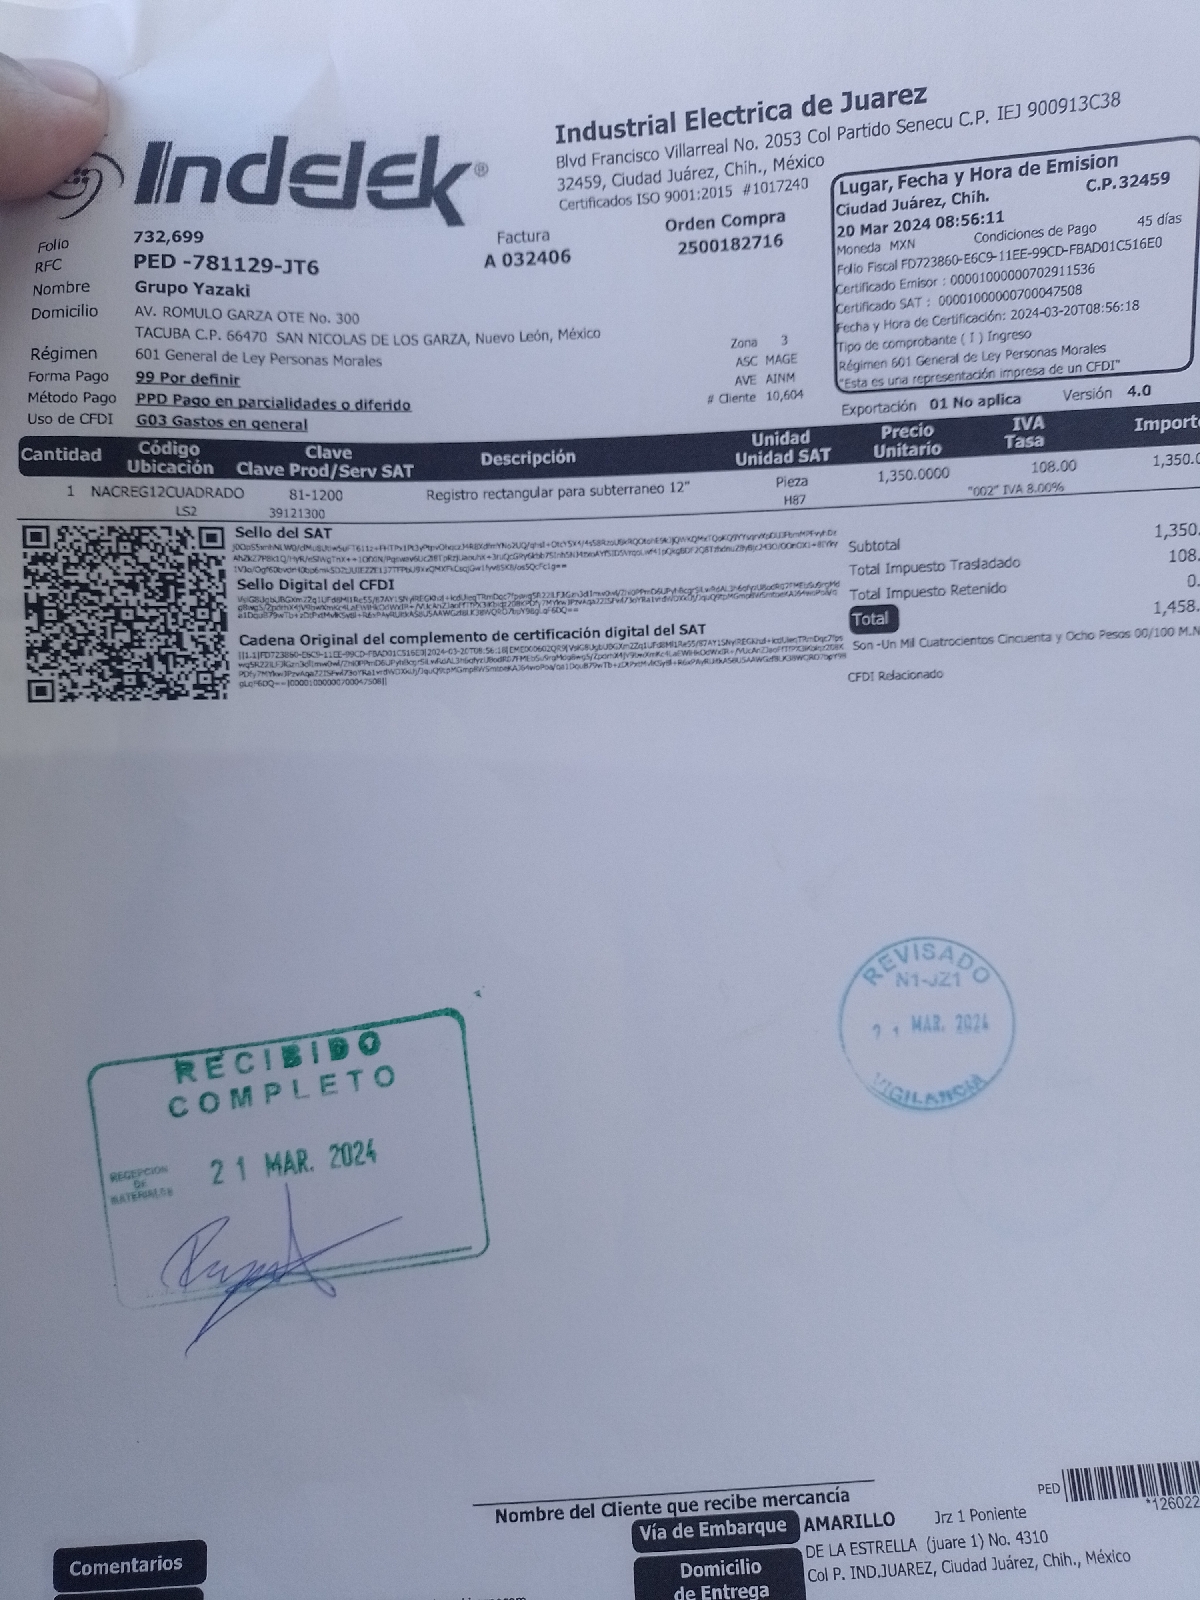 Indelek®
Industrial Electrica de Juarez
Blvd Francisco Villarreal No. 2053 Col Partido Senecu C.P. IEJ 900913C38
32459, Ciudad Juárez, Chih., México
Certificados ISO 9001:2015 #1017240
Lugar, Fecha y Hora de Emision
Ciudad Juárez, Chih. C.P.32459
20 Mar 2024 08:56:11
Moneda MXN Condiciones de Pago 45 días
Folio Fiscal FD723860-E6C9-11EE-99CD-FBAD01C516E0
Certificado Emisor : 00001000000702911536
Certificado SAT : 00001000000700047508
Fecha y Hora de Certificación: 2024-03-20T08:56:18
Tipo de comprobante ( I ) Ingreso
Régimen 601 General de Ley Personas Morales
"Esta es una representación impresa de un CFDI"
Folio 732,699
Factura
A 032406
Orden Compra
2500182716
RFC PED -781129-JT6
Nombre Grupo Yazaki
Domicilio AV. ROMULO GARZA OTE No. 300
TACUBA C.P. 66470 SAN NICOLAS DE LOS GARZA, Nuevo León, México
Régimen 601 General de Ley Personas Morales
Forma Pago 99 Por definir
Método Pago PPD Pago en parcialidades o diferido
Uso de CFDI G03 Gastos en general
Zona 3
ASC MAGE
AVE AINM
# Cliente 10,604
Exportación 01 No aplica Versión 4.0
Cantidad Código Ubicación Clave Clave Prod/Serv SAT Descripción Unidad Unidad SAT Precio Unitario IVA Tasa Import
1 NACREG12CUADRADO 81-1200 Registro rectangular para subterraneo 12" Pieza 1,350.0000 108.00 1,350.
LS2 39121300 H87 "002" IVA 8.00%
Sello del SAT
Sello Digital del CFDI
Cadena Original del complemento de certificación digital del SAT
Subtotal 1,350.
Total Impuesto Trasladado 108.
Total Impuesto Retenido 0.
Total 1,458.
Son -Un Mil Cuatrocientos Cincuenta y Ocho Pesos 00/100 M.N
CFDI Relacionado
REVISADO
N1-JZ1
MAR. 2024
VIGILANCIA
RECIBIDO
COMPLETO
21 MAR. 2024
RECEPCION
DE
MATERIALES
Nombre del Cliente que recibe mercancía
PED
*126022
Vía de Embarque AMARILLO Jrz 1 Poniente
Comentarios
Domicilio de Entrega
DE LA ESTRELLA (juare 1) No. 4310
Col P. IND.JUAREZ, Ciudad Juárez, Chih., México